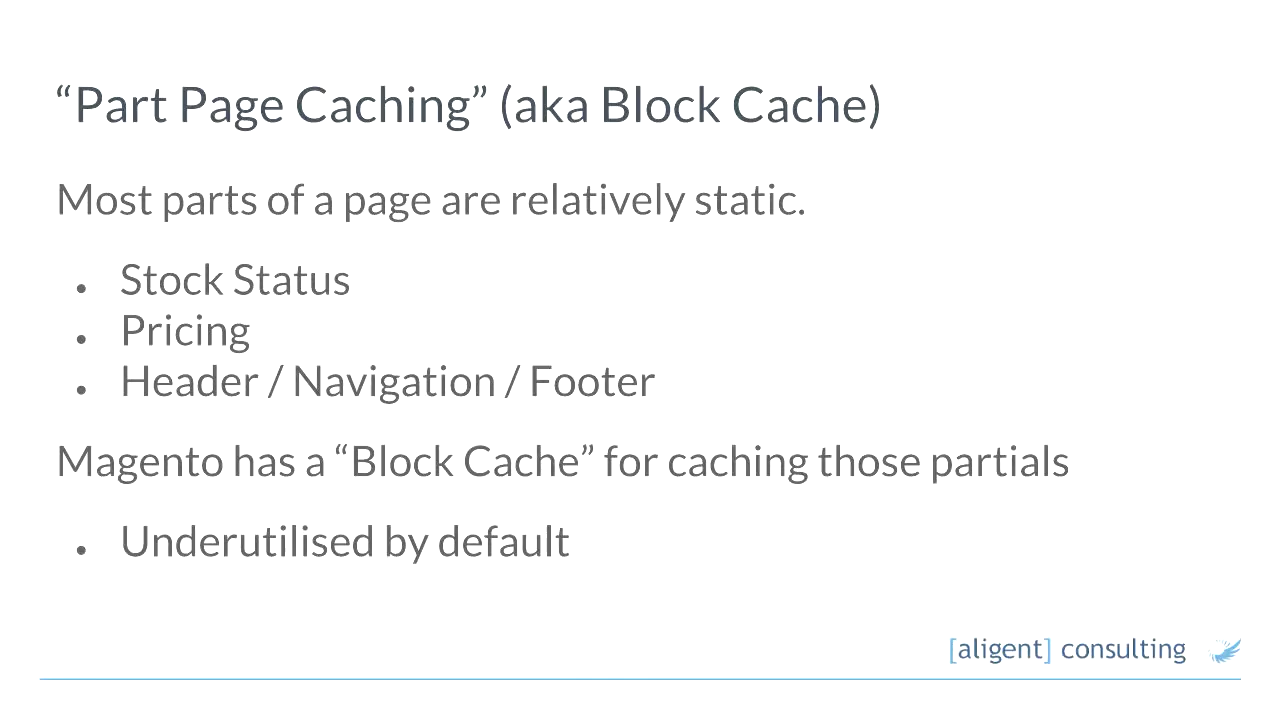 “Part Page Caching” (aka Block Cache)
Most parts of a page are relatively static.
• Stock Status
• Pricing
• Header / Navigation / Footer
Magento has a “Block Cache” for caching those partials
• Underutilised by default
[aligent] consulting